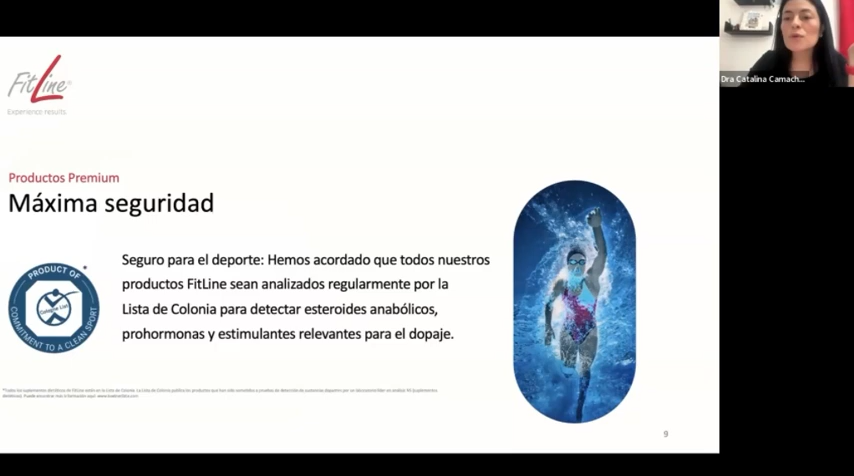 FitLine®
Experience results.
Dra Catalina Camach...
Productos Premium
Máxima seguridad
PRODUCT OF
Cologne List
COMMITMENT TO A CLEAN SPORT
*
Seguro para el deporte: Hemos acordado que todos nuestros
productos FitLine sean analizados regularmente por la
Lista de Colonia para detectar esteroides anabólicos,
prohormonas y estimulantes relevantes para el dopaje.
9